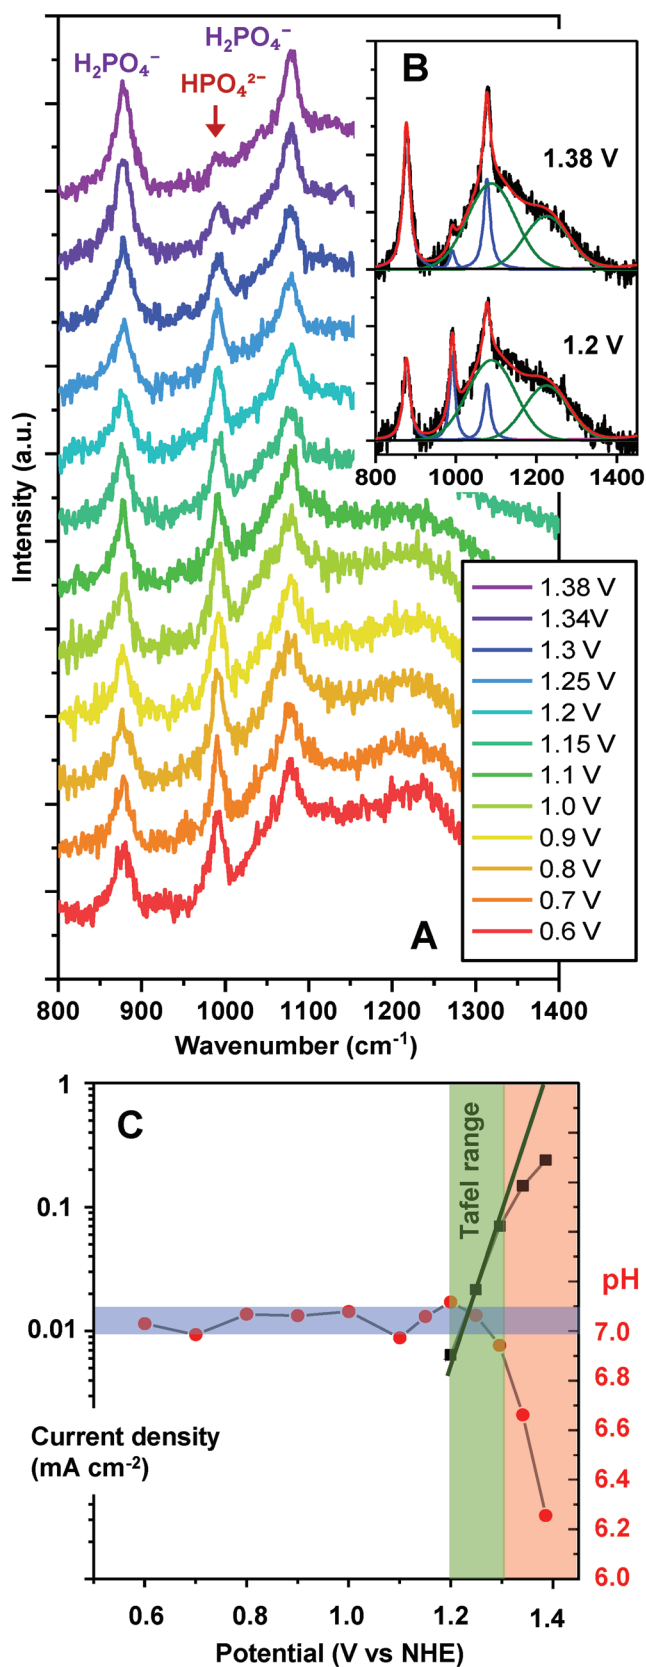 H₂PO₄⁻
H₂PO₄⁻
HPO₄²⁻
B
1.38 V
1.2 V
800 1000 1200 1400
Intensity (a.u.)
1.38 V
1.34V
1.3 V
1.25 V
1.2 V
1.15 V
1.1 V
1.0 V
0.9 V
0.8 V
0.7 V
0.6 V
A
800 900 1000 1100 1200 1300 1400
Wavenumber (cm⁻¹)
C
Tafel range
1
0.1
0.01
Current density
(mA cm⁻²)
pH
7.0
6.8
6.6
6.4
6.2
6.0
0.6 0.8 1.0 1.2 1.4
Potential (V vs NHE)